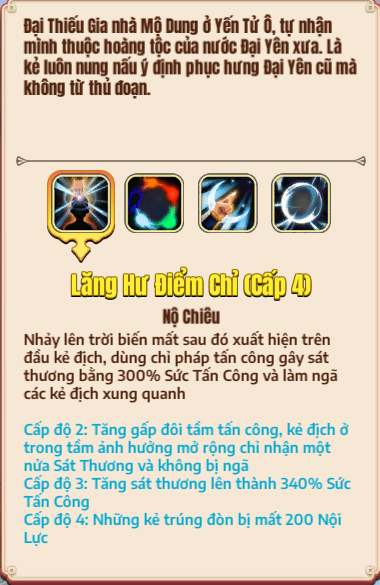 Đại Thiếu Gia nhà Mộ Dung ở Yến Tử Ổ, tự nhận
mình thuộc hoàng tộc của nước Đại Yên xưa. Là
kẻ luôn nung nấu ý định phục hưng Đại Yên cũ mà
không từ thủ đoạn.
Lăng Hư Điểm Chỉ (Cấp 4)
Nộ Chiêu
Nhảy lên trời biến mất sau đó xuất hiện trên
đầu kẻ địch, dùng chỉ pháp tấn công gây sát
thương bằng 300% Sức Tấn Công và làm ngã
các kẻ địch xung quanh
Cấp độ 2: Tăng gấp đôi tầm tấn công, kẻ địch ở
trong tầm ảnh hưởng mở rộng chỉ nhận một
nửa Sát Thương và không bị ngã
Cấp độ 3: Tăng sát thương lên thành 340% Sức
Tấn Công
Cấp độ 4: Những kẻ trúng đòn bị mất 200 Nội
Lực